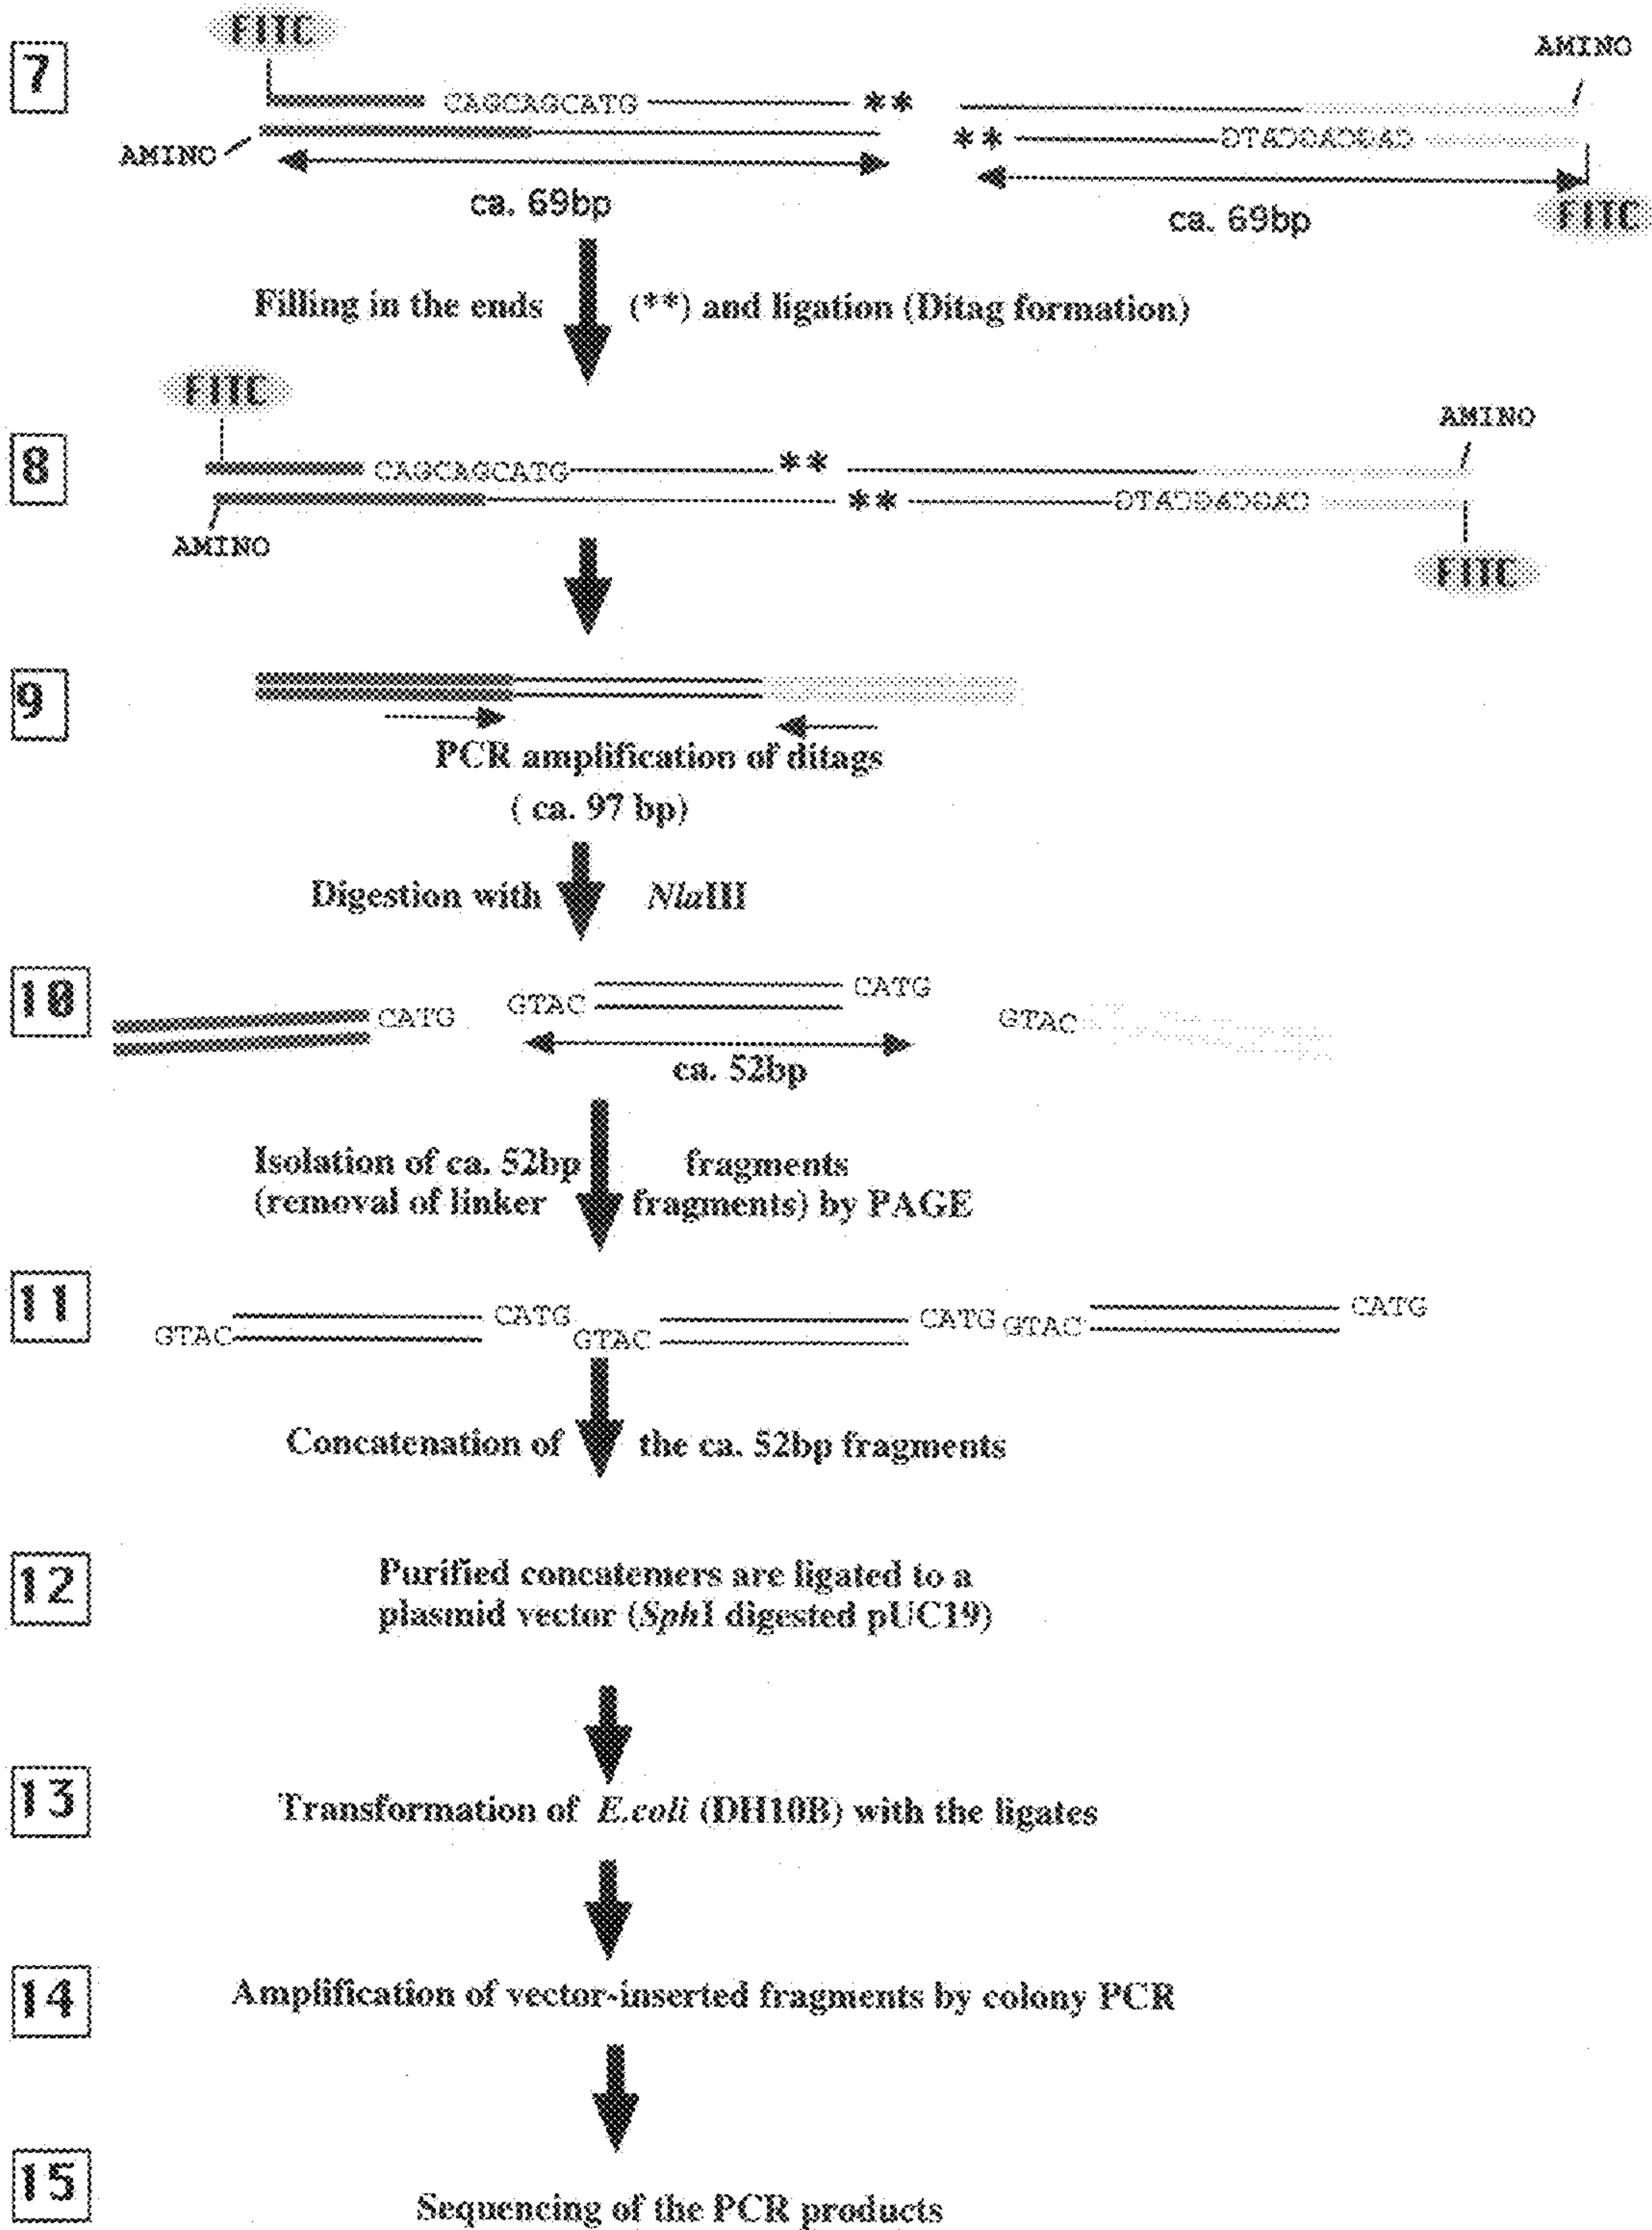 FITC
7
AMINO
CAGCAGCATG ** 
** GTACGACGAC
AMINO
ca. 69bp
ca. 69bp
FITC
Filling in the ends (**) and ligation (Ditag formation)
FITC
AMINO
8
CAGCAGCATG **
** GTACGACGAC
AMINO
FITC
9
PCR amplification of ditags
( ca. 97 bp)
Digestion with NlaIII
10
GTAC CATG
CATG GTAC
ca. 52bp
Isolation of ca. 52bp fragments
(removal of linker fragments) by PAGE
11
GTAC CATG GTAC CATG GTAC CATG
Concatenation of the ca. 52bp fragments
12
Purified concatemers are ligated to a
plasmid vector (SphI digested pUC19)
13
Transformation of E.coli (DH10B) with the ligates
14
Amplification of vector-inserted fragments by colony PCR
15
Sequencing of the PCR products